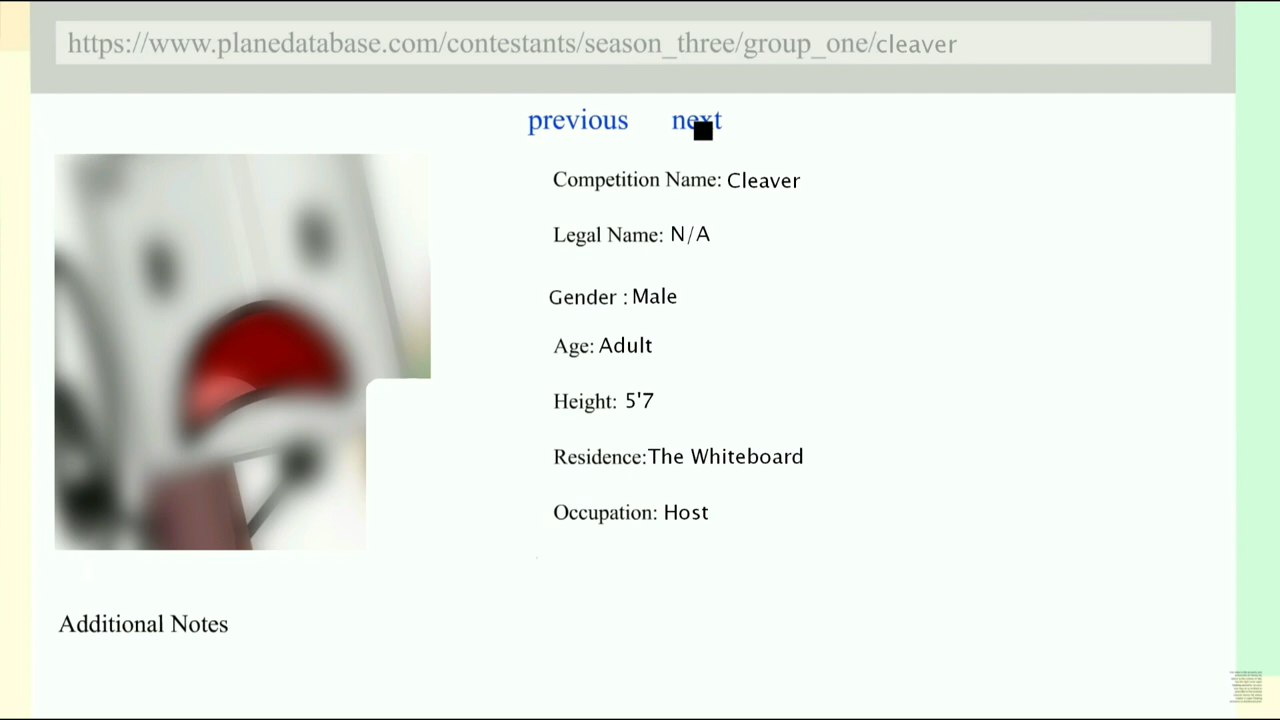 https://www.planedatabase.com/contestants/season_three/group_one/cleaver
previous next
Competition Name: Cleaver
Legal Name: N/A
Gender : Male
Age: Adult
Height: 5'7
Residence:The Whiteboard
Occupation: Host
Additional Notes